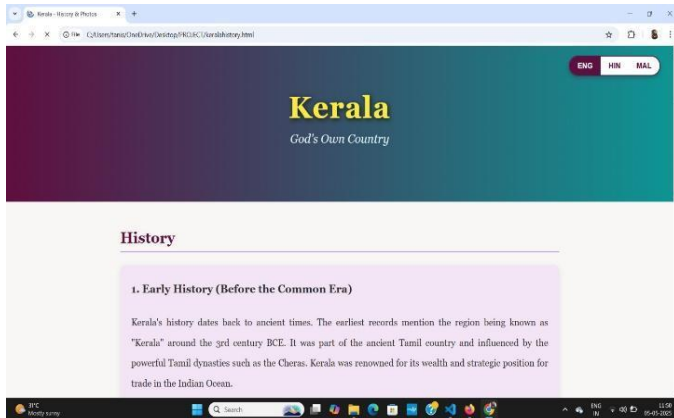 Kerala - History & Photos
File C:/Users/tanis/OneDrive/Desktop/PROJECT/keralahistory.html
ENG HIN MAL
Kerala
God's Own Country
History
1. Early History (Before the Common Era)
Kerala's history dates back to ancient times. The earliest records mention the region being known as
"Kerala" around the 3rd century BCE. It was part of the ancient Tamil country and influenced by the
powerful Tamil dynasties such as the Cheras. Kerala was renowned for its wealth and strategic position for
trade in the Indian Ocean.
31°C
Mostly sunny
Search
ENG
IN
11:50
05-05-2025